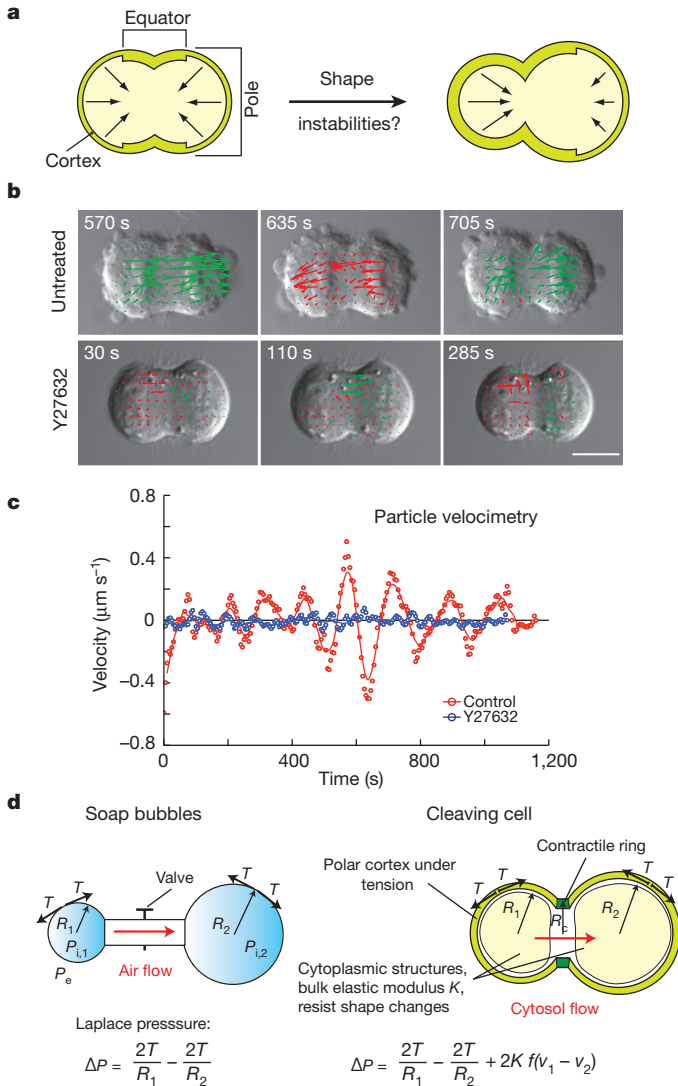 a
Equator
Pole
Cortex
Shape
instabilities?
b
Untreated
570 s
635 s
705 s
Y27632
30 s
110 s
285 s
c
Particle velocimetry
Velocity (µm s⁻¹)
0.8
0.4
0
−0.4
−0.8
Control
Y27632
0
400
800
1,200
Time (s)
d
Soap bubbles
T
T
R₁
Pᵢ,₁
Pₑ
Valve
Air flow
T
T
R₂
Pᵢ,₂
Laplace presssure:
ΔP = 2T/R₁ − 2T/R₂
Cleaving cell
Contractile ring
Polar cortex under
tension
T
T
R₁
R_c
T
T
R₂
Cytoplasmic structures,
bulk elastic modulus K,
resist shape changes
Cytosol flow
ΔP = 2T/R₁ − 2T/R₂ + 2K f(v₁ − v₂)